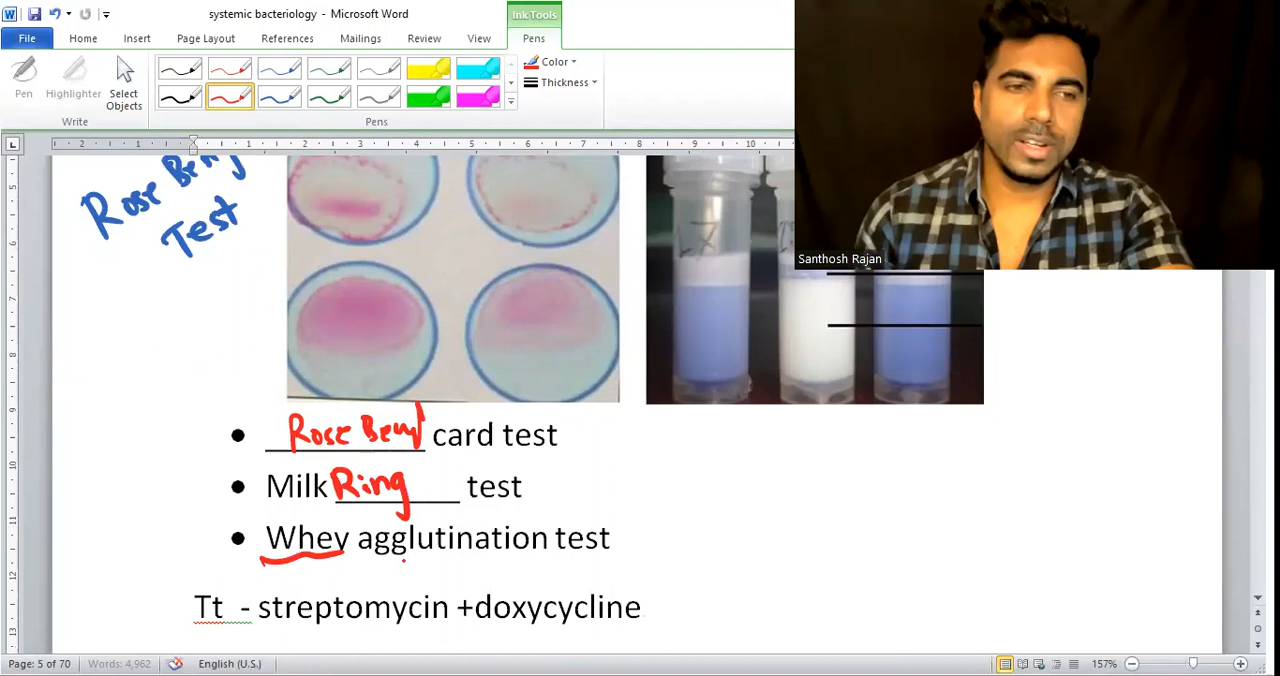 systemic bacteriology - Microsoft Word
Ink Tools
File Home Insert Page Layout References Mailings Review View Pens
Pen Highlighter Select Objects
Color
Thickness
Write Pens
Santhosh Rajan
Rose Beng
Test
L7
Rose Beng card test
Milk Ring test
Whey agglutination test
Tt - streptomycin +doxycycline
Page: 5 of 70 Words: 4,962 English (U.S.) 157%